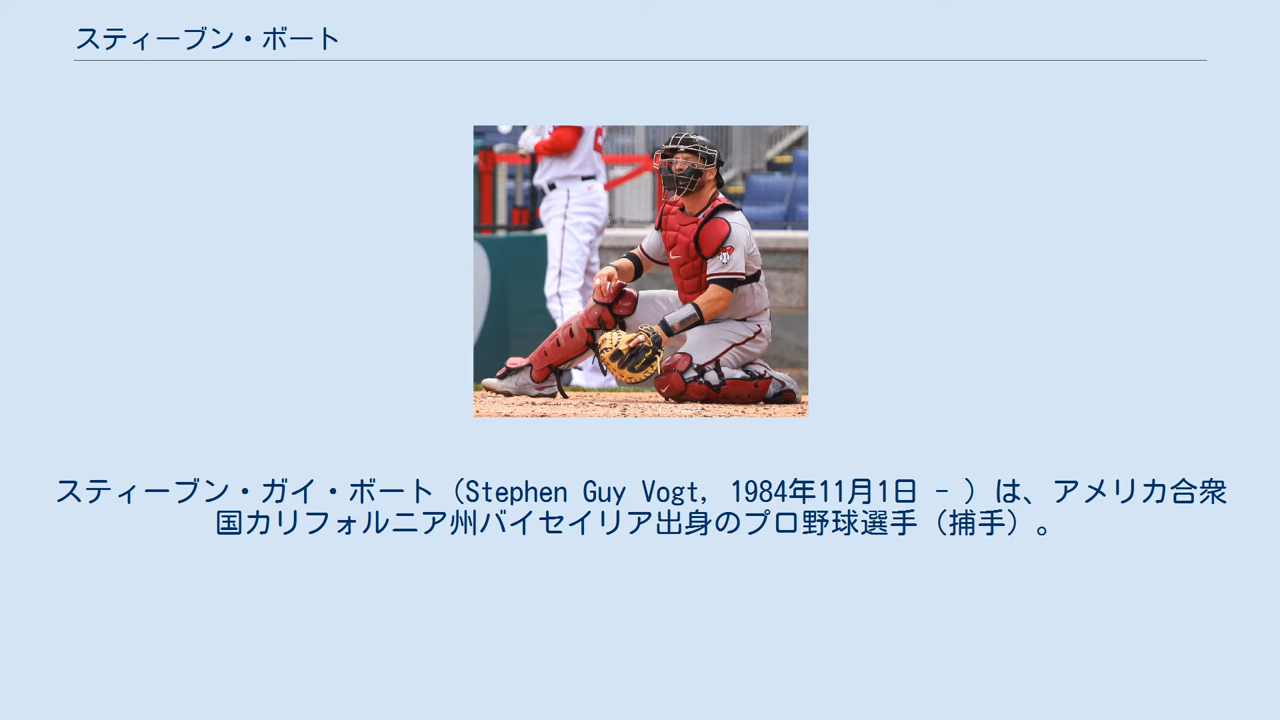 スティーブン・ボート
スティーブン・ガイ・ボート（Stephen Guy Vogt, 1984年11月1日 - ）は、アメリカ合衆
国カリフォルニア州バイセイリア出身のプロ野球選手（捕手）。